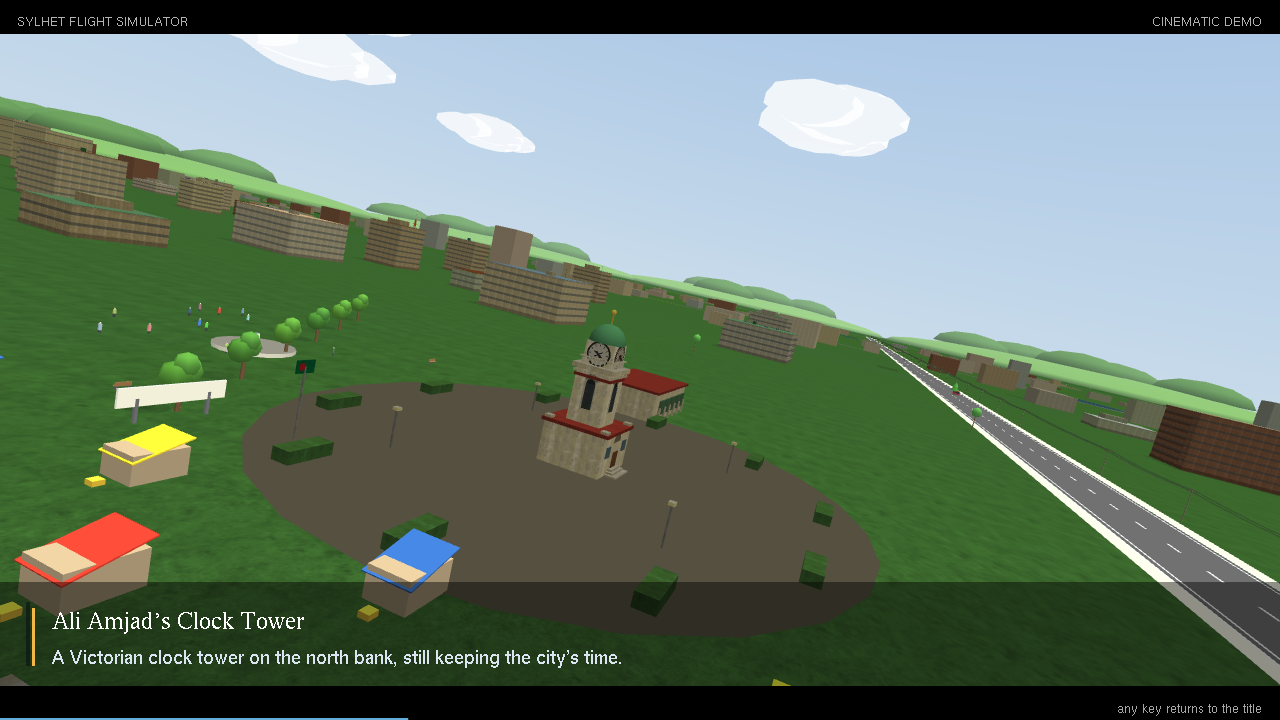 SYLHET FLIGHT SIMULATOR
CINEMATIC DEMO
Ali Amjad’s Clock Tower
A Victorian clock tower on the north bank, still keeping the city’s time.
any key returns to the title